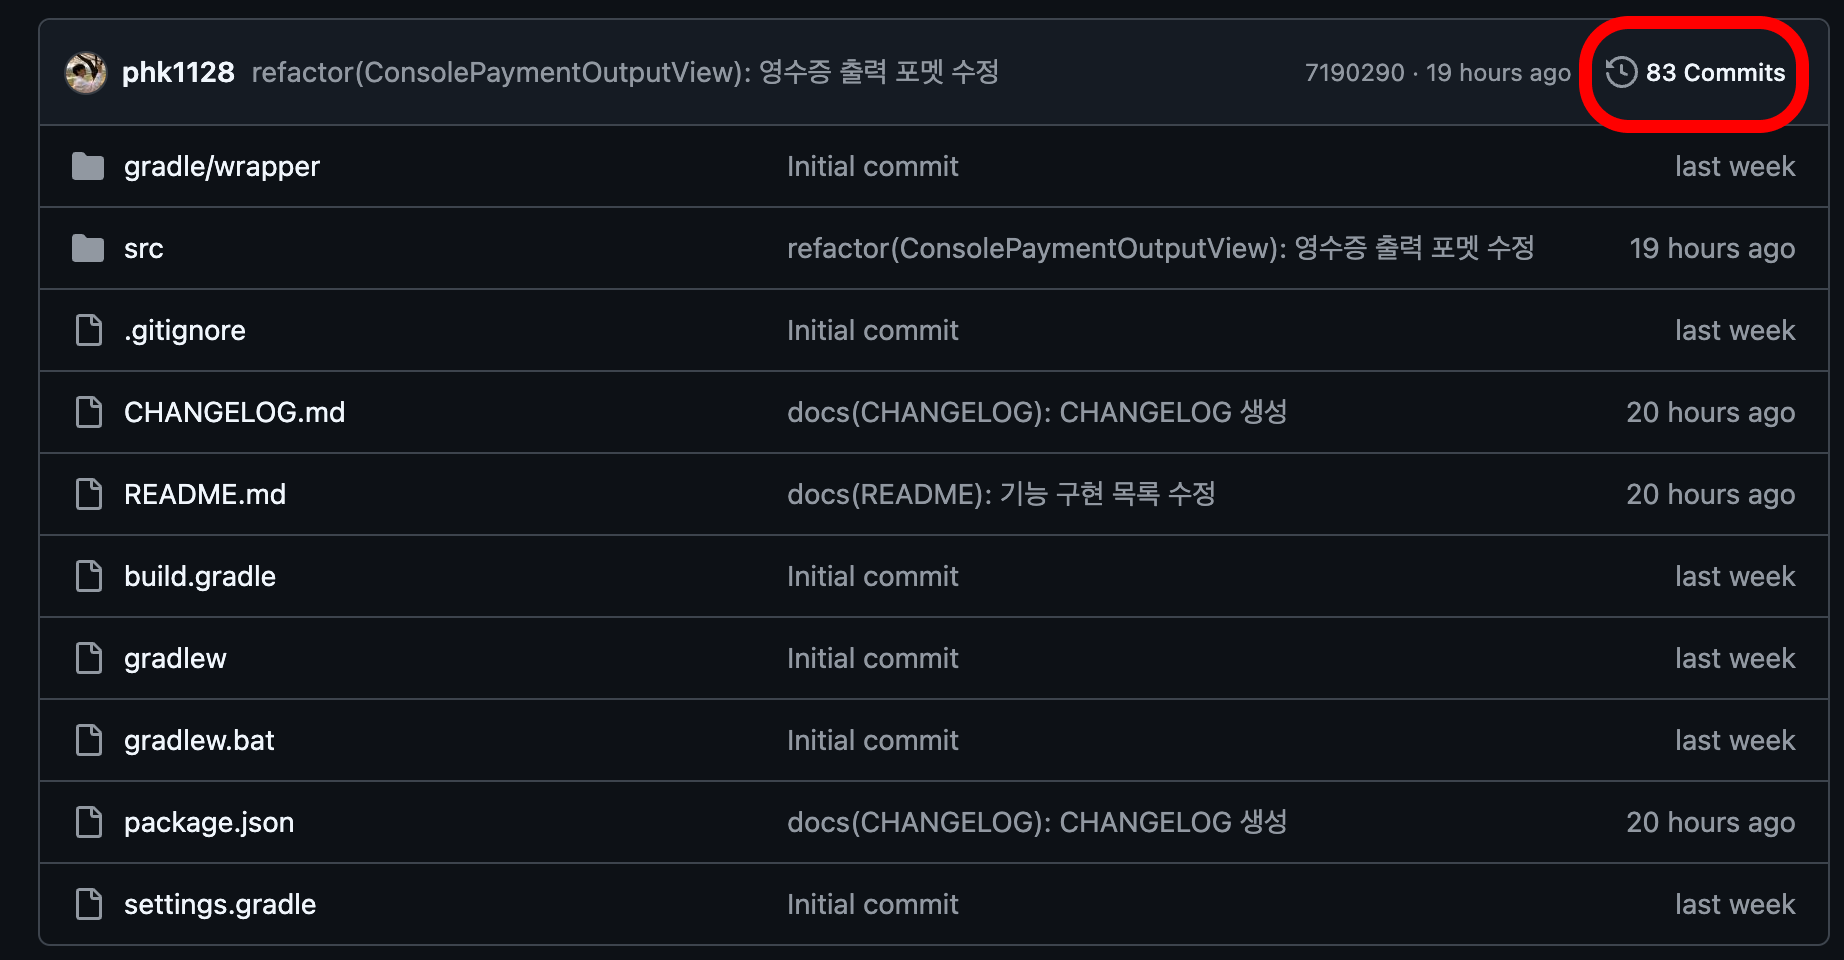 phk1128 refactor(ConsolePaymentOutputView): 영수증 출력 포멧 수정 7190290 · 19 hours ago 83 Commits
gradle/wrapper Initial commit last week
src refactor(ConsolePaymentOutputView): 영수증 출력 포멧 수정 19 hours ago
.gitignore Initial commit last week
CHANGELOG.md docs(CHANGELOG): CHANGELOG 생성 20 hours ago
README.md docs(README): 기능 구현 목록 수정 20 hours ago
build.gradle Initial commit last week
gradlew Initial commit last week
gradlew.bat Initial commit last week
package.json docs(CHANGELOG): CHANGELOG 생성 20 hours ago
settings.gradle Initial commit last week